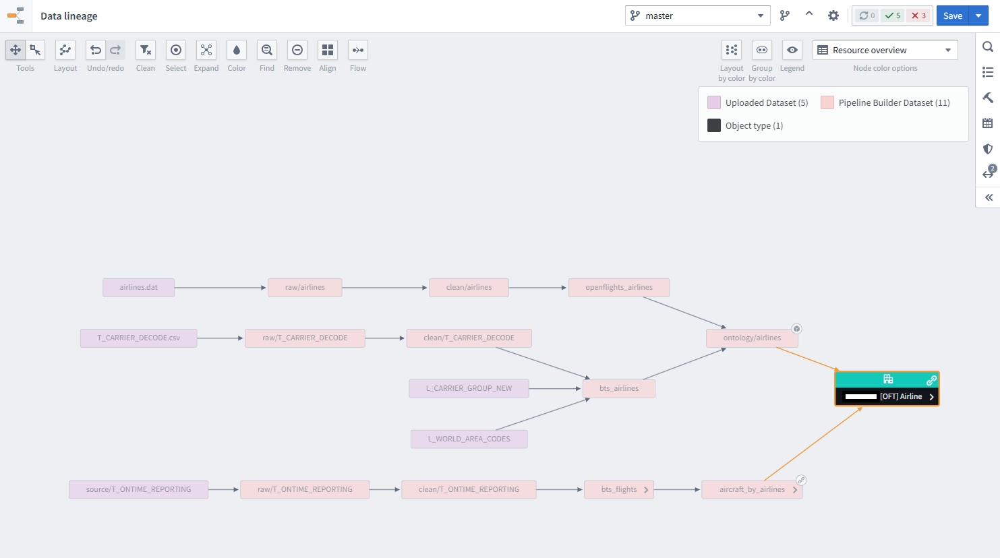 Data lineage
master
0
5
3
Save
Tools
Layout
Undo/redo
Clean
Select
Expand
Color
Find
Remove
Align
Flow
Layout
by color
Group
by color
Legend
Resource overview
Node color options
Uploaded Dataset (5)
Pipeline Builder Dataset (11)
Object type (1)
2
airlines.dat
raw/airlines
clean/airlines
openflights_airlines
T_CARRIER_DECODE.csv
raw/T_CARRIER_DECODE
clean/T_CARRIER_DECODE
ontology/airlines
L_CARRIER_GROUP_NEW
bts_airlines
[OFT] Airline
L_WORLD_AREA_CODES
source/T_ONTIME_REPORTING
raw/T_ONTIME_REPORTING
clean/T_ONTIME_REPORTING
bts_flights
aircraft_by_airlines